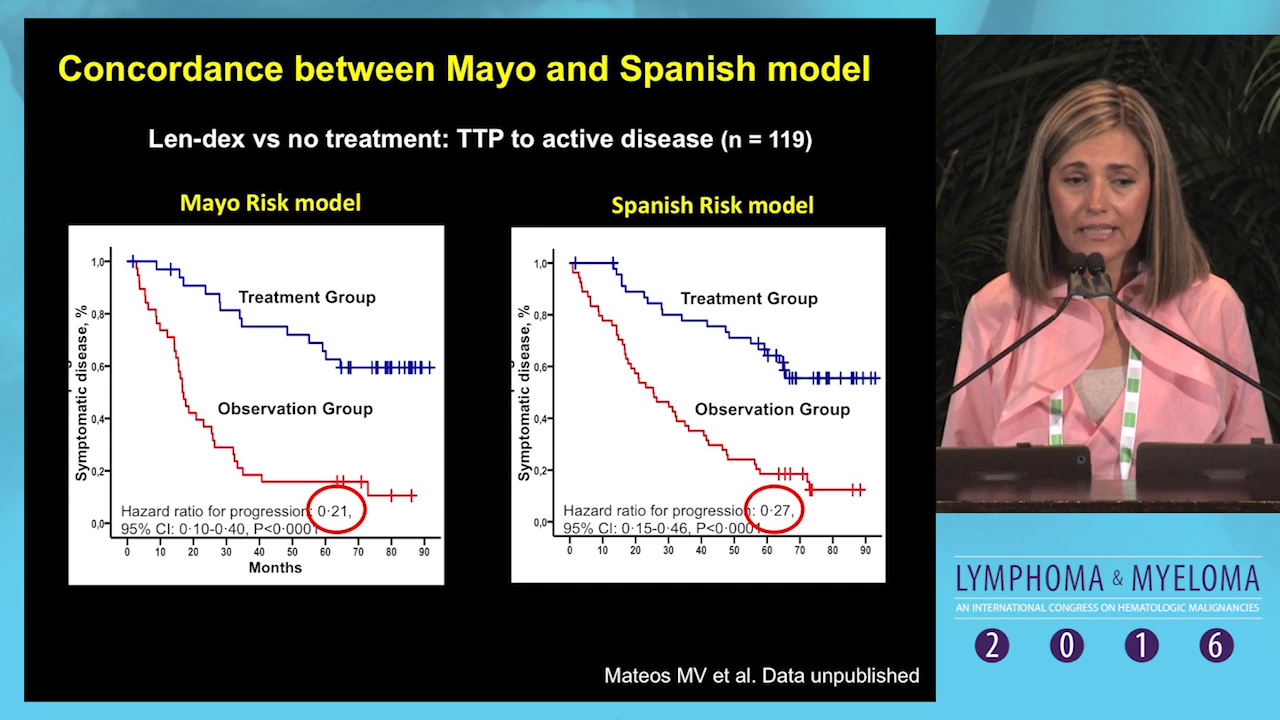 Concordance between Mayo and Spanish model
Len-dex vs no treatment: TTP to active disease (n = 119)
Mayo Risk model
Symptomatic disease, %
1,0
0,8
0,6
0,4
0,2
0,0
Treatment Group
Observation Group
Hazard ratio for progression: 0·21,
95% CI: 0·10-0·40, P<0·0001
0 10 20 30 40 50 60 70 80 90
Months
Spanish Risk model
Symptomatic disease, %
1,0
0,8
0,6
0,4
0,2
0,0
Treatment Group
Observation Group
Hazard ratio for progression: 0·27,
95% CI: 0·15-0·46, P<0·0001
0 10 20 30 40 50 60 70 80 90
Mateos MV et al. Data unpublished
LYMPHOMA & MYELOMA
AN INTERNATIONAL CONGRESS ON HEMATOLOGIC MALIGNANCIES
2 0 1 6